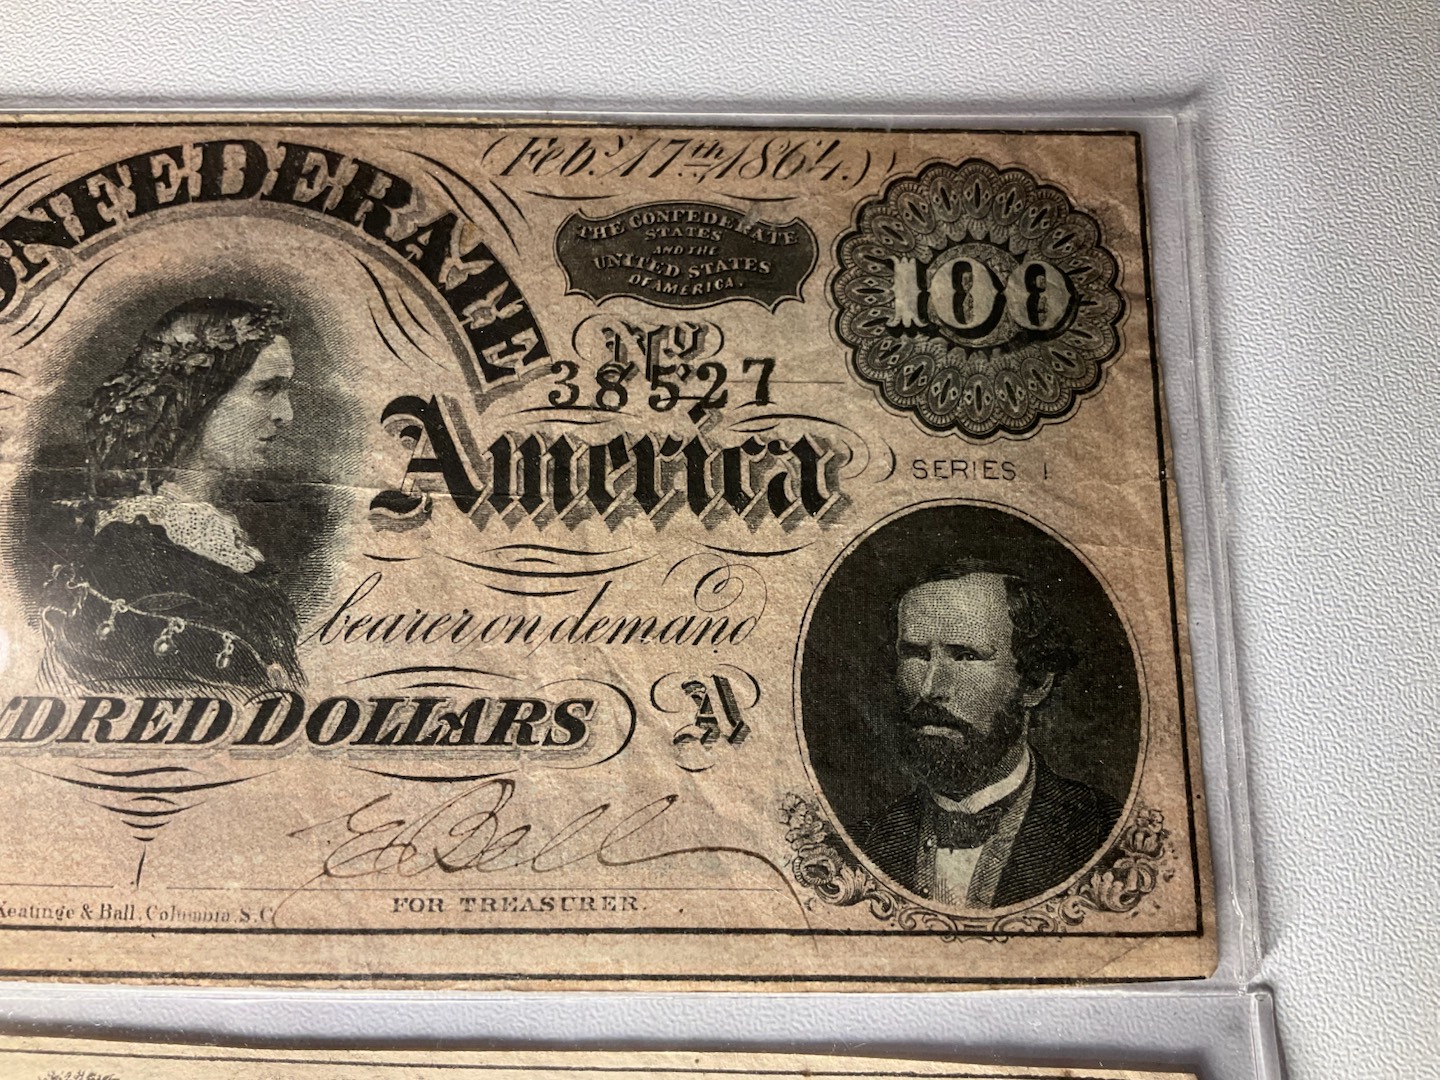 ONFEDERATE
Feb.y 17th, 1864.
THE CONFEDERATE
STATES
AND THE
UNITED STATES
OF AMERICA.
100
No
38527
America
SERIES 1
bearer on demand
DRED DOLLARS
A
E Bell
FOR TREASURER.
Keatinge & Ball, Columbia, S.C.